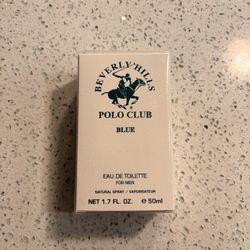 BEVERLY HILLS
POLO CLUB
BLUE
EAU DE TOILETTE
FOR MEN
NATURAL SPRAY / VAPORISATEUR
NET 1.7 FL. OZ. ℮ 50ml